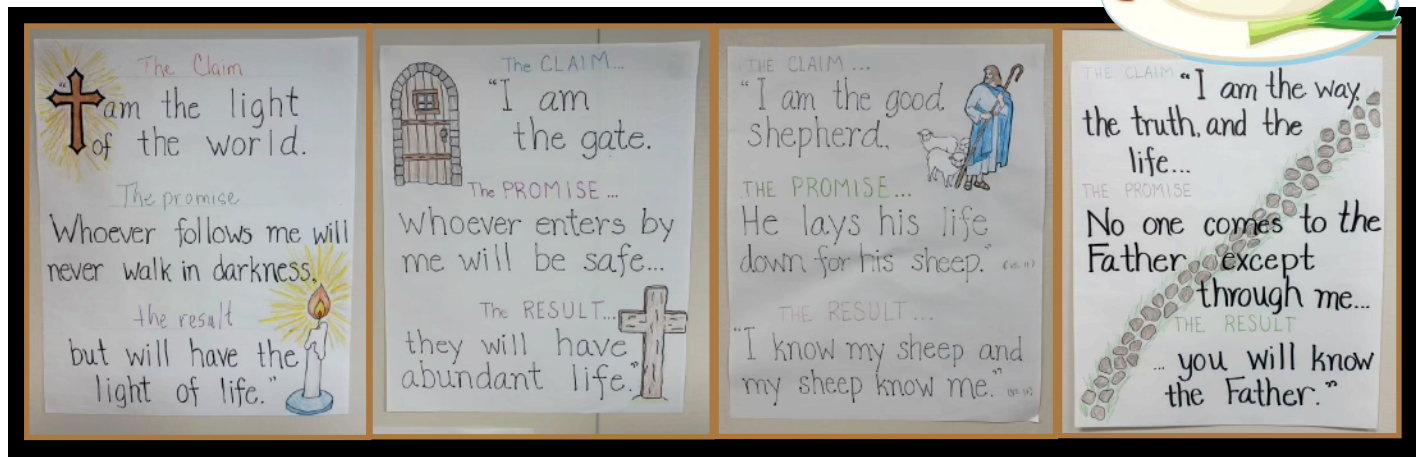 The Claim
"I am the light
of the world.
The promise
Whoever follows me will
never walk in darkness,
the result
but will have the
light of life."
The CLAIM...
"I am
the gate.
The PROMISE...
Whoever enters by
me will be safe...
The RESULT...
they will have
abundant life."
THE CLAIM...
"I am the good
shepherd.
THE PROMISE...
He lays his life
down for his sheep."
THE RESULT...
"I know my sheep and
my sheep know me."
THE CLAIM "I am the way,
the truth, and the
life...
THE PROMISE
No one comes to the
Father except
through me...
THE RESULT
... you will know
the Father."